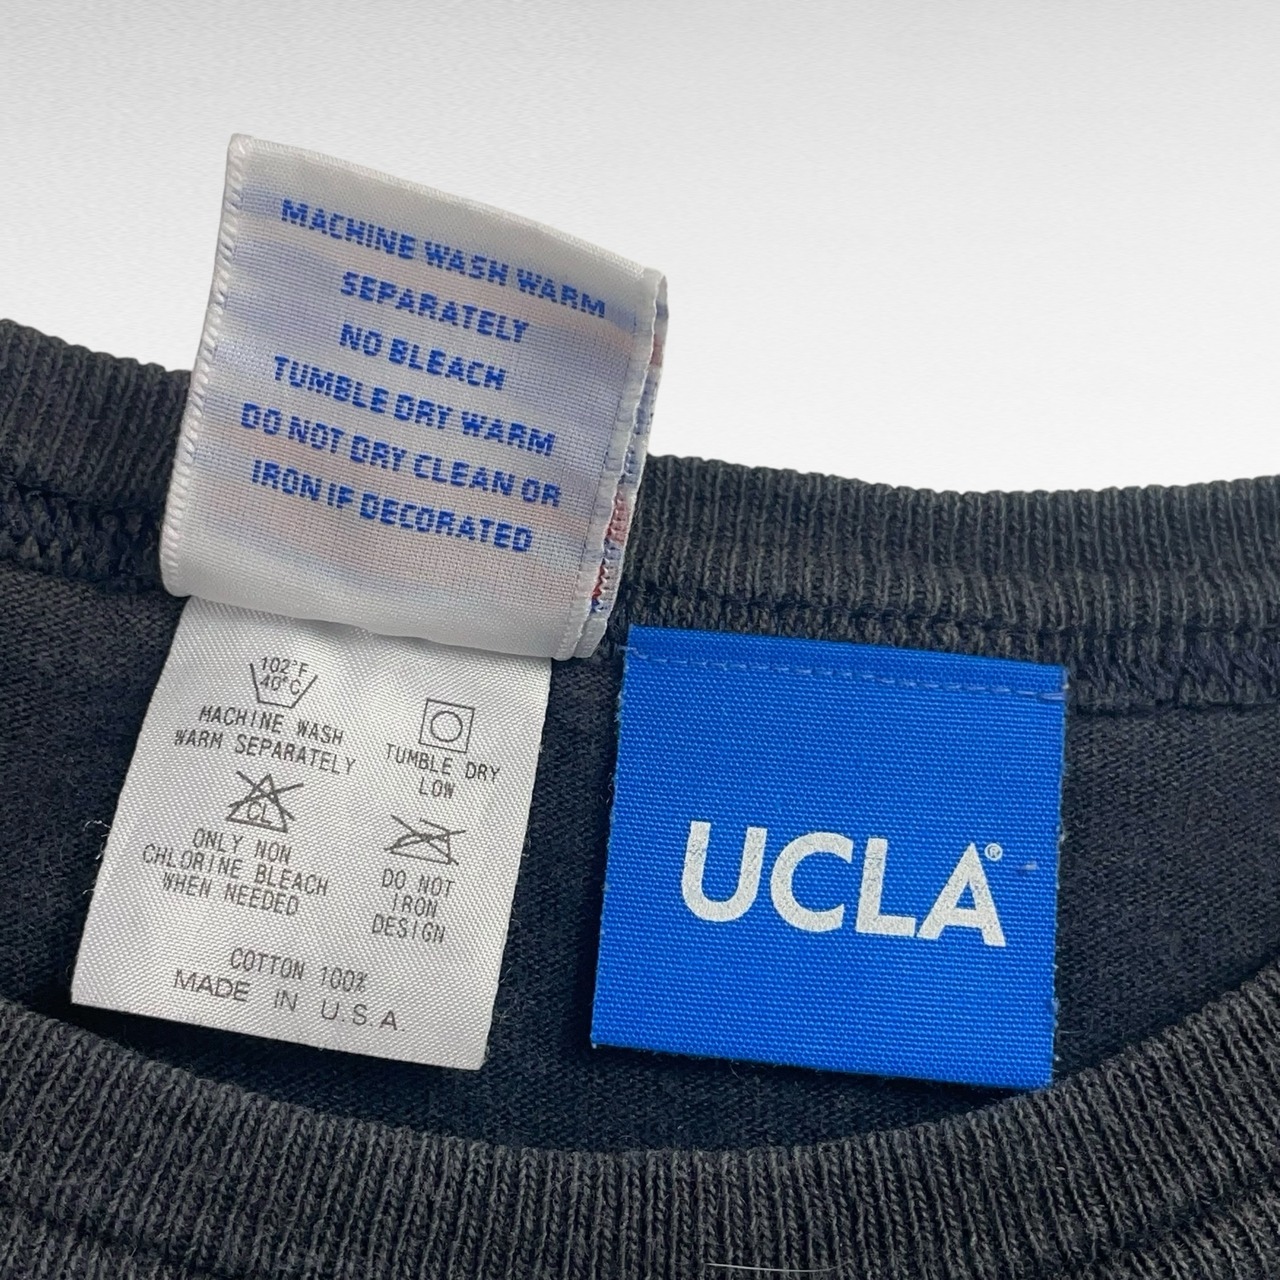 MACHINE WASH WARM
SEPARATELY
NO BLEACH
TUMBLE DRY WARM
DO NOT DRY CLEAN OR
IRON IF DECORATED
102°F
40°C
MACHINE WASH
WARM SEPARATELY
TUMBLE DRY
LOW
CL
ONLY NON
CHLORINE BLEACH
WHEN NEEDED
DO NOT
IRON
DESIGN
COTTON 100%
MADE IN U.S.A
UCLA®